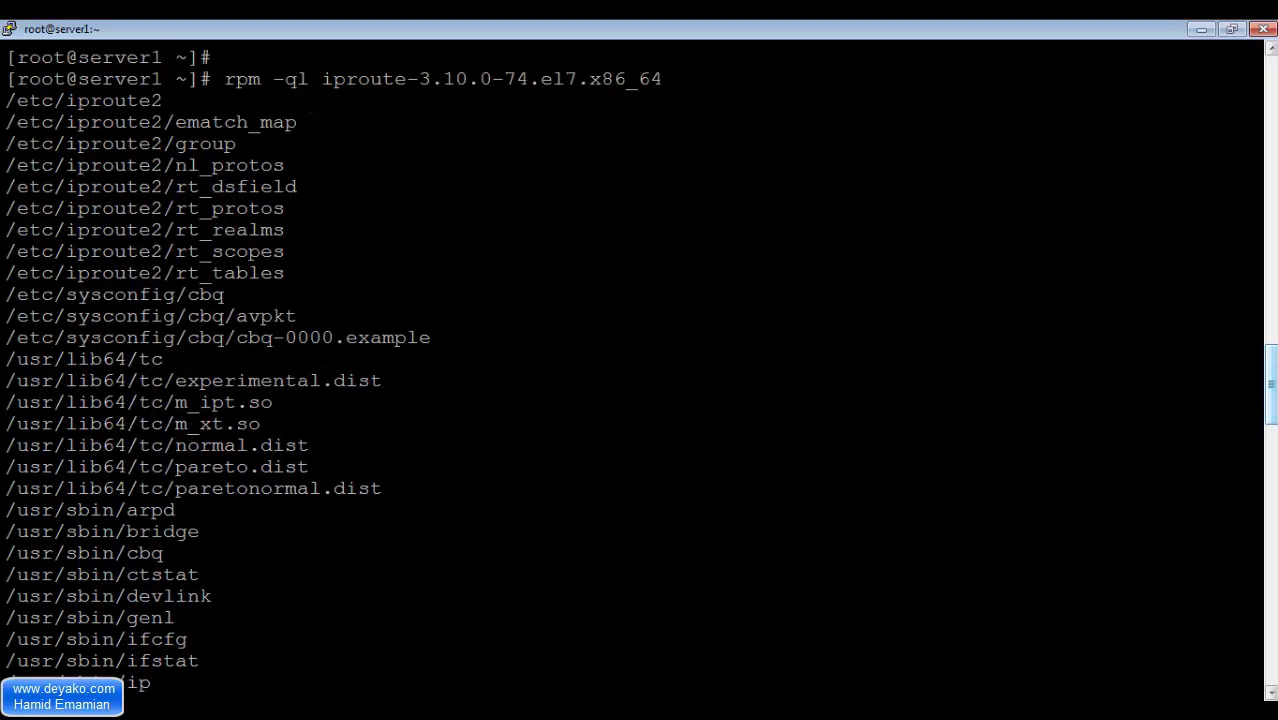 root@server1:~
[root@server1 ~]#
[root@server1 ~]# rpm -ql iproute-3.10.0-74.el7.x86_64
/etc/iproute2
/etc/iproute2/ematch_map
/etc/iproute2/group
/etc/iproute2/nl_protos
/etc/iproute2/rt_dsfield
/etc/iproute2/rt_protos
/etc/iproute2/rt_realms
/etc/iproute2/rt_scopes
/etc/iproute2/rt_tables
/etc/sysconfig/cbq
/etc/sysconfig/cbq/avpkt
/etc/sysconfig/cbq/cbq-0000.example
/usr/lib64/tc
/usr/lib64/tc/experimental.dist
/usr/lib64/tc/m_ipt.so
/usr/lib64/tc/m_xt.so
/usr/lib64/tc/normal.dist
/usr/lib64/tc/pareto.dist
/usr/lib64/tc/paretonormal.dist
/usr/sbin/arpd
/usr/sbin/bridge
/usr/sbin/cbq
/usr/sbin/ctstat
/usr/sbin/devlink
/usr/sbin/genl
/usr/sbin/ifcfg
/usr/sbin/ifstat
ip
www.deyako.com
Hamid Emamian